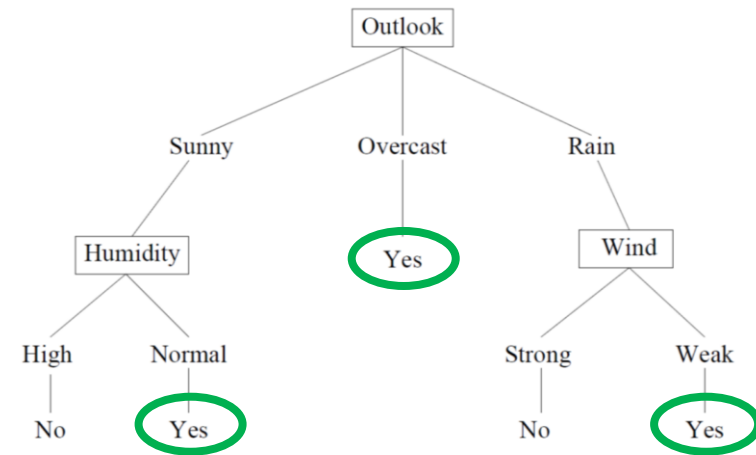 Outlook
Sunny Overcast Rain
Humidity Yes Wind
High Normal Strong Weak
No Yes No Yes